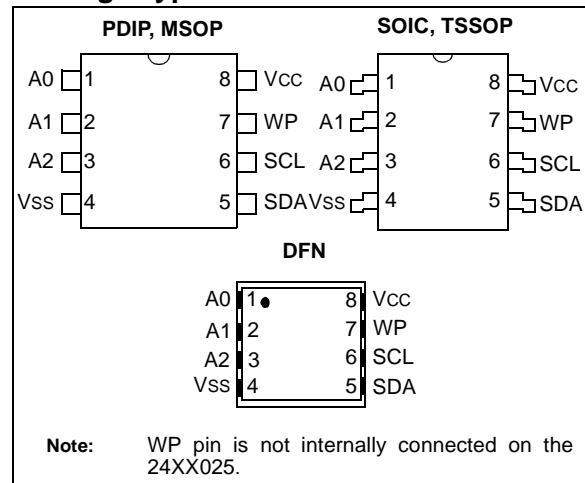 PDIP, MSOP
A0 1 8 VCC
A1 2 7 WP
A2 3 6 SCL
VSS 4 5 SDA
SOIC, TSSOP
A0 1 8 VCC
A1 2 7 WP
A2 3 6 SCL
VSS 4 5 SDA
DFN
A0 1 8 VCC
A1 2 7 WP
A2 3 6 SCL
VSS 4 5 SDA
Note: WP pin is not internally connected on the
24XX025.